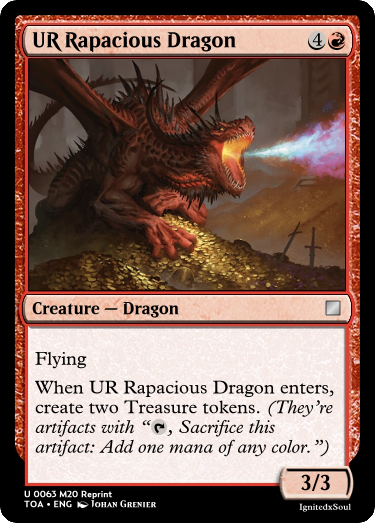 UR Rapacious Dragon 4
Creature — Dragon
Flying
When UR Rapacious Dragon enters,
create two Treasure tokens. (They're
artifacts with “, Sacrifice this
artifact: Add one mana of any color.”)
3/3
U 0063 M20 Reprint
TOA • ENG Johan Grenier
IgnitedxSoul